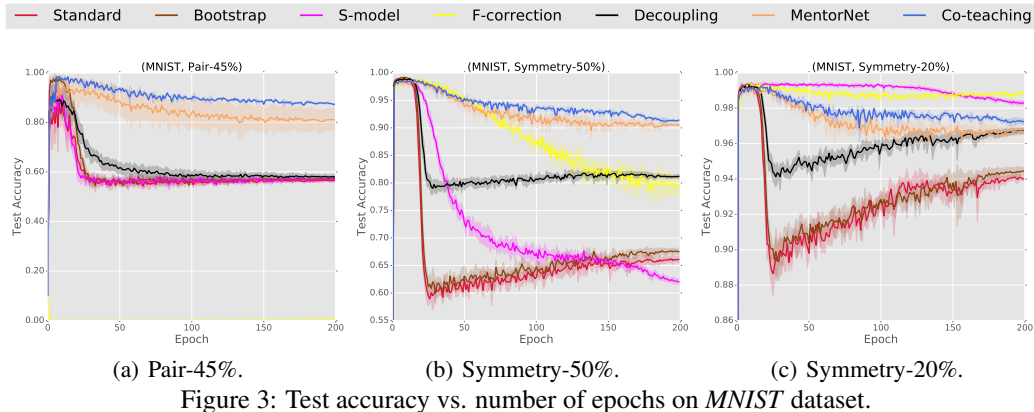 Standard Bootstrap S-model F-correction Decoupling MentorNet Co-teaching
(MNIST, Pair-45%)
1.00
0.80
0.60
0.40
0.20
0.00
0 50 100 150 200
Test Accuracy
Epoch
(MNIST, Symmetry-50%)
1.00
0.95
0.90
0.85
0.80
0.75
0.70
0.65
0.60
0.55
0 50 100 150 200
Test Accuracy
Epoch
(MNIST, Symmetry-20%)
1.00
0.98
0.96
0.94
0.92
0.90
0.88
0.86
0 50 100 150 200
Test Accuracy
Epoch
(a) Pair-45%.
(b) Symmetry-50%.
(c) Symmetry-20%.
Figure 3: Test accuracy vs. number of epochs on MNIST dataset.